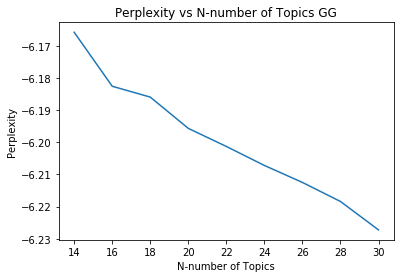 Perplexity vs N-number of Topics GG
Perplexity
−6.17
−6.18
−6.19
−6.20
−6.21
−6.22
−6.23
14 16 18 20 22 24 26 28 30
N-number of Topics